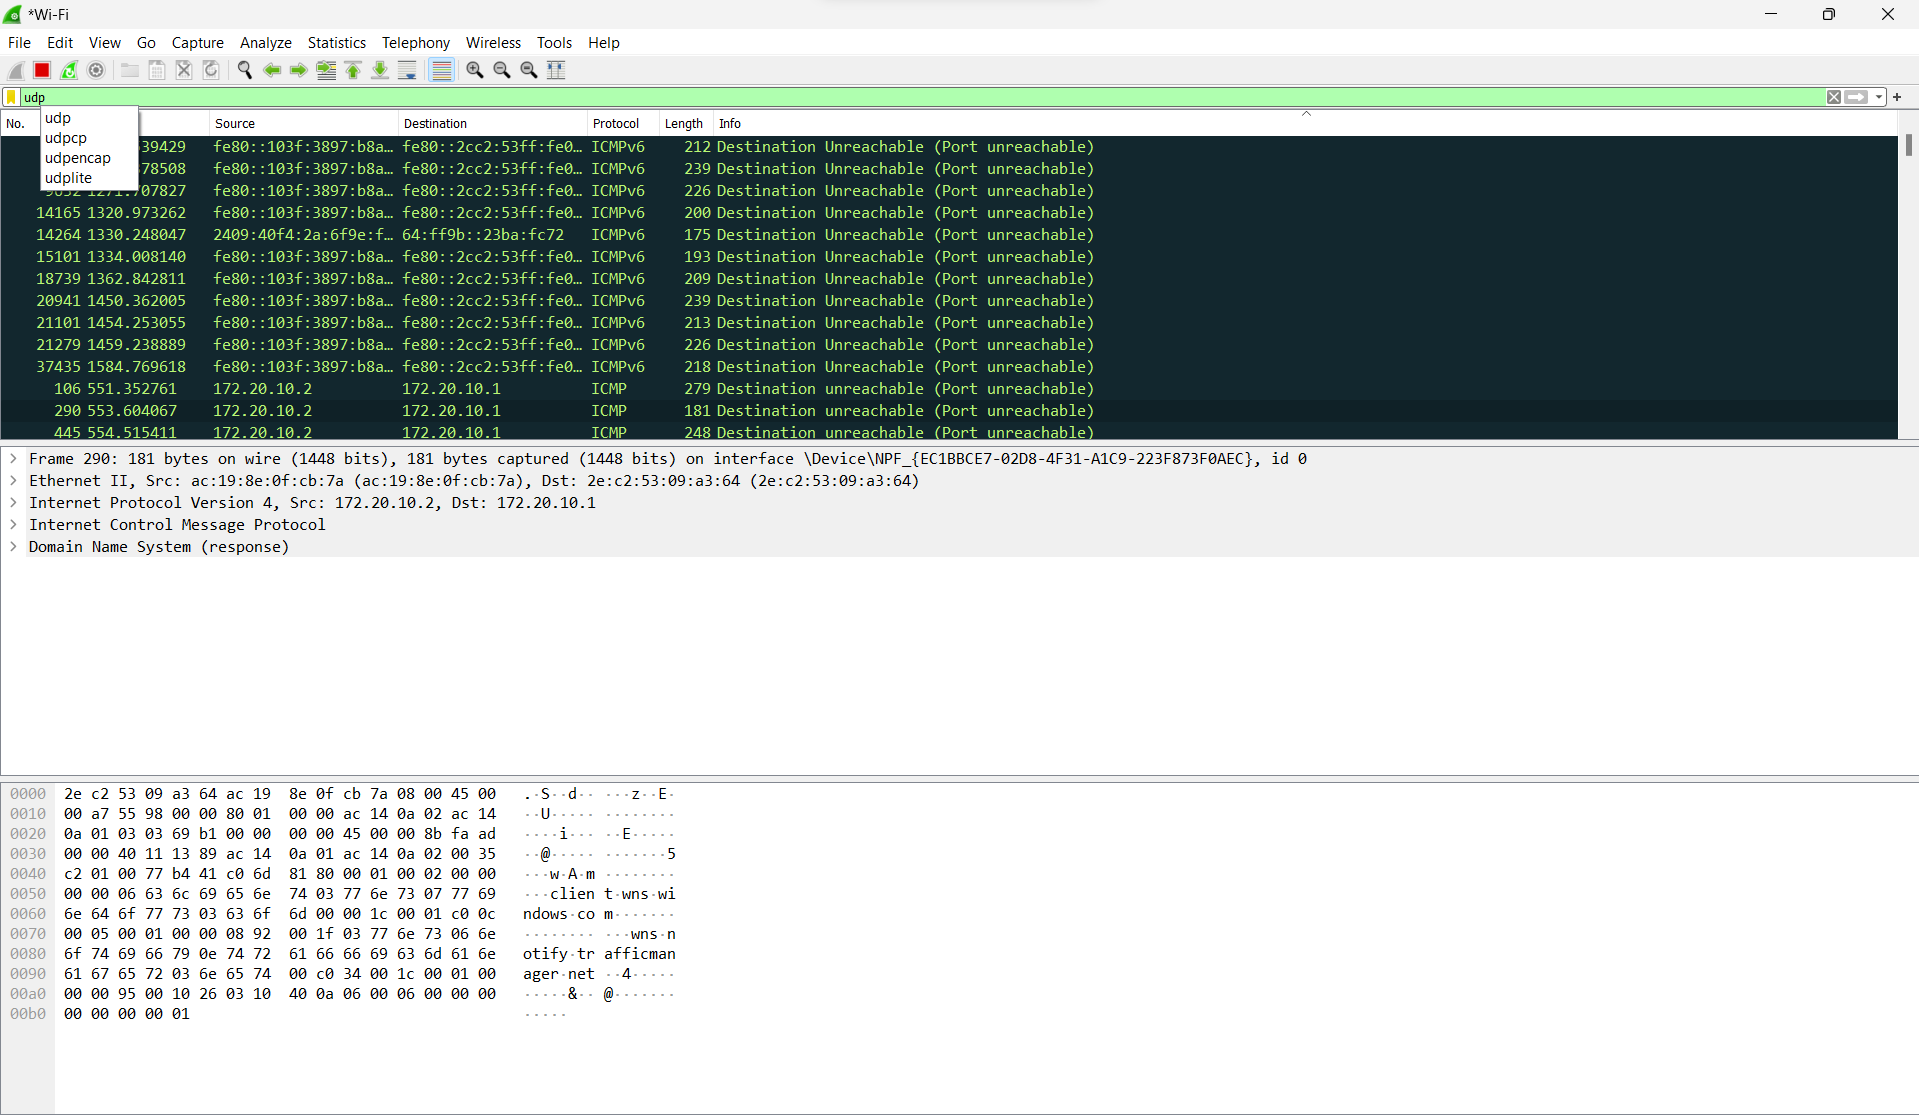 *Wi-Fi
File Edit View Go Capture Analyze Statistics Telephony Wireless Tools Help
udp
udp
udpcp
udpencap
udplite
No. Source Destination Protocol Length Info
39429 fe80::103f:3897:b8a… fe80::2cc2:53ff:fe0… ICMPv6 212 Destination Unreachable (Port unreachable)
78508 fe80::103f:3897:b8a… fe80::2cc2:53ff:fe0… ICMPv6 239 Destination Unreachable (Port unreachable)
707827 fe80::103f:3897:b8a… fe80::2cc2:53ff:fe0… ICMPv6 226 Destination Unreachable (Port unreachable)
14165 1320.973262 fe80::103f:3897:b8a… fe80::2cc2:53ff:fe0… ICMPv6 200 Destination Unreachable (Port unreachable)
14264 1330.248047 2409:40f4:2a:6f9e:f… 64:ff9b::23ba:fc72 ICMPv6 175 Destination Unreachable (Port unreachable)
15101 1334.008140 fe80::103f:3897:b8a… fe80::2cc2:53ff:fe0… ICMPv6 193 Destination Unreachable (Port unreachable)
18739 1362.842811 fe80::103f:3897:b8a… fe80::2cc2:53ff:fe0… ICMPv6 209 Destination Unreachable (Port unreachable)
20941 1450.362005 fe80::103f:3897:b8a… fe80::2cc2:53ff:fe0… ICMPv6 239 Destination Unreachable (Port unreachable)
21101 1454.253055 fe80::103f:3897:b8a… fe80::2cc2:53ff:fe0… ICMPv6 213 Destination Unreachable (Port unreachable)
21279 1459.238889 fe80::103f:3897:b8a… fe80::2cc2:53ff:fe0… ICMPv6 226 Destination Unreachable (Port unreachable)
37435 1584.769618 fe80::103f:3897:b8a… fe80::2cc2:53ff:fe0… ICMPv6 218 Destination Unreachable (Port unreachable)
106 551.352761 172.20.10.2 172.20.10.1 ICMP 279 Destination unreachable (Port unreachable)
290 553.604067 172.20.10.2 172.20.10.1 ICMP 181 Destination unreachable (Port unreachable)
445 554.515411 172.20.10.2 172.20.10.1 ICMP 248 Destination unreachable (Port unreachable)
Frame 290: 181 bytes on wire (1448 bits), 181 bytes captured (1448 bits) on interface \Device\NPF_{EC1BBCE7-02D8-4F31-A1C9-223F873F0AEC}, id 0
Ethernet II, Src: ac:19:8e:0f:cb:7a (ac:19:8e:0f:cb:7a), Dst: 2e:c2:53:09:a3:64 (2e:c2:53:09:a3:64)
Internet Protocol Version 4, Src: 172.20.10.2, Dst: 172.20.10.1
Internet Control Message Protocol
Domain Name System (response)
0000 2e c2 53 09 a3 64 ac 19 8e 0f cb 7a 08 00 45 00 .·S··d·· ···z··E·
0010 00 a7 55 98 00 00 80 01 00 00 ac 14 0a 02 ac 14 ··U····· ········
0020 0a 01 03 03 69 b1 00 00 00 00 45 00 00 8b fa ad ····i··· ··E·····
0030 00 00 40 11 13 89 ac 14 0a 01 ac 14 0a 02 00 35 ··@····· ·······5
0040 c2 01 00 77 b4 41 c0 6d 81 80 00 01 00 02 00 00 ···w·A·m ········
0050 00 00 06 63 6c 69 65 6e 74 03 77 6e 73 07 77 69 ···clien t·wns·wi
0060 6e 64 6f 77 73 03 63 6f 6d 00 00 1c 00 01 c0 0c ndows·co m·······
0070 00 05 00 01 00 00 08 92 00 1f 03 77 6e 73 06 6e ········ ···wns·n
0080 6f 74 69 66 79 0e 74 72 61 66 66 69 63 6d 61 6e otify·tr afficman
0090 61 67 65 72 03 6e 65 74 00 c0 34 00 1c 00 01 00 ager·net ··4·····
00a0 00 00 95 00 10 26 03 10 40 0a 06 00 06 00 00 00 ·····&·· @·······
00b0 00 00 00 00 01 ·····